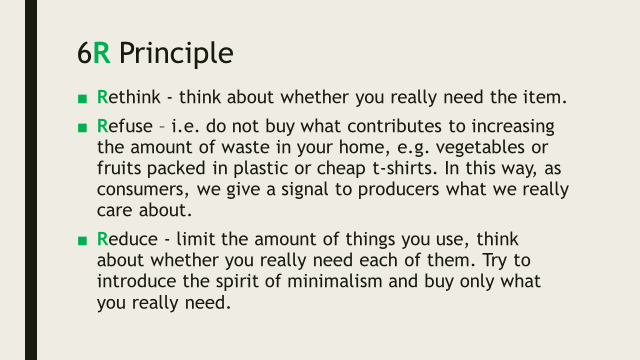 6R Principle
■ Rethink - think about whether you really need the item.
■ Refuse – i.e. do not buy what contributes to increasing
the amount of waste in your home, e.g. vegetables or
fruits packed in plastic or cheap t-shirts. In this way, as
consumers, we give a signal to producers what we really
care about.
■ Reduce - limit the amount of things you use, think
about whether you really need each of them. Try to
introduce the spirit of minimalism and buy only what
you really need.